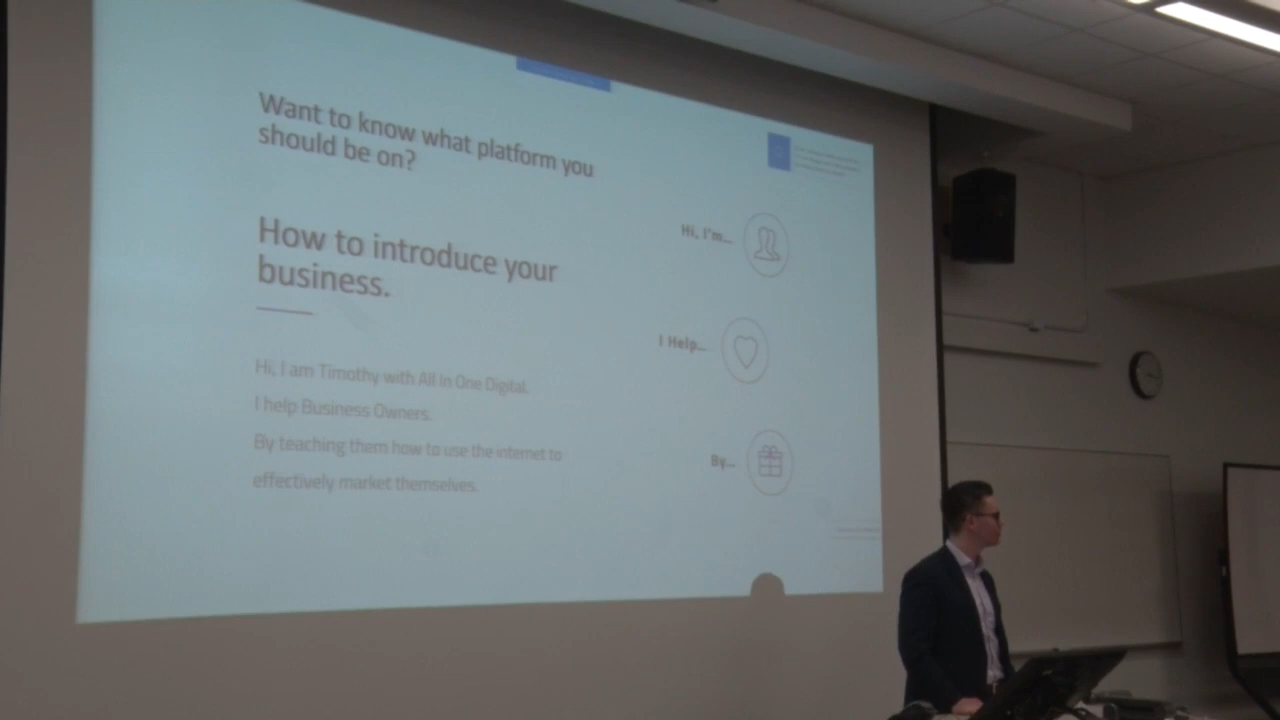 Want to know what platform you
should be on?
How to introduce your
business.
Hi, I am Timothy with All In One Digital.
I help Business Owners.
By teaching them how to use the internet to
effectively market themselves.
Hi, I'm...
I Help...
By...